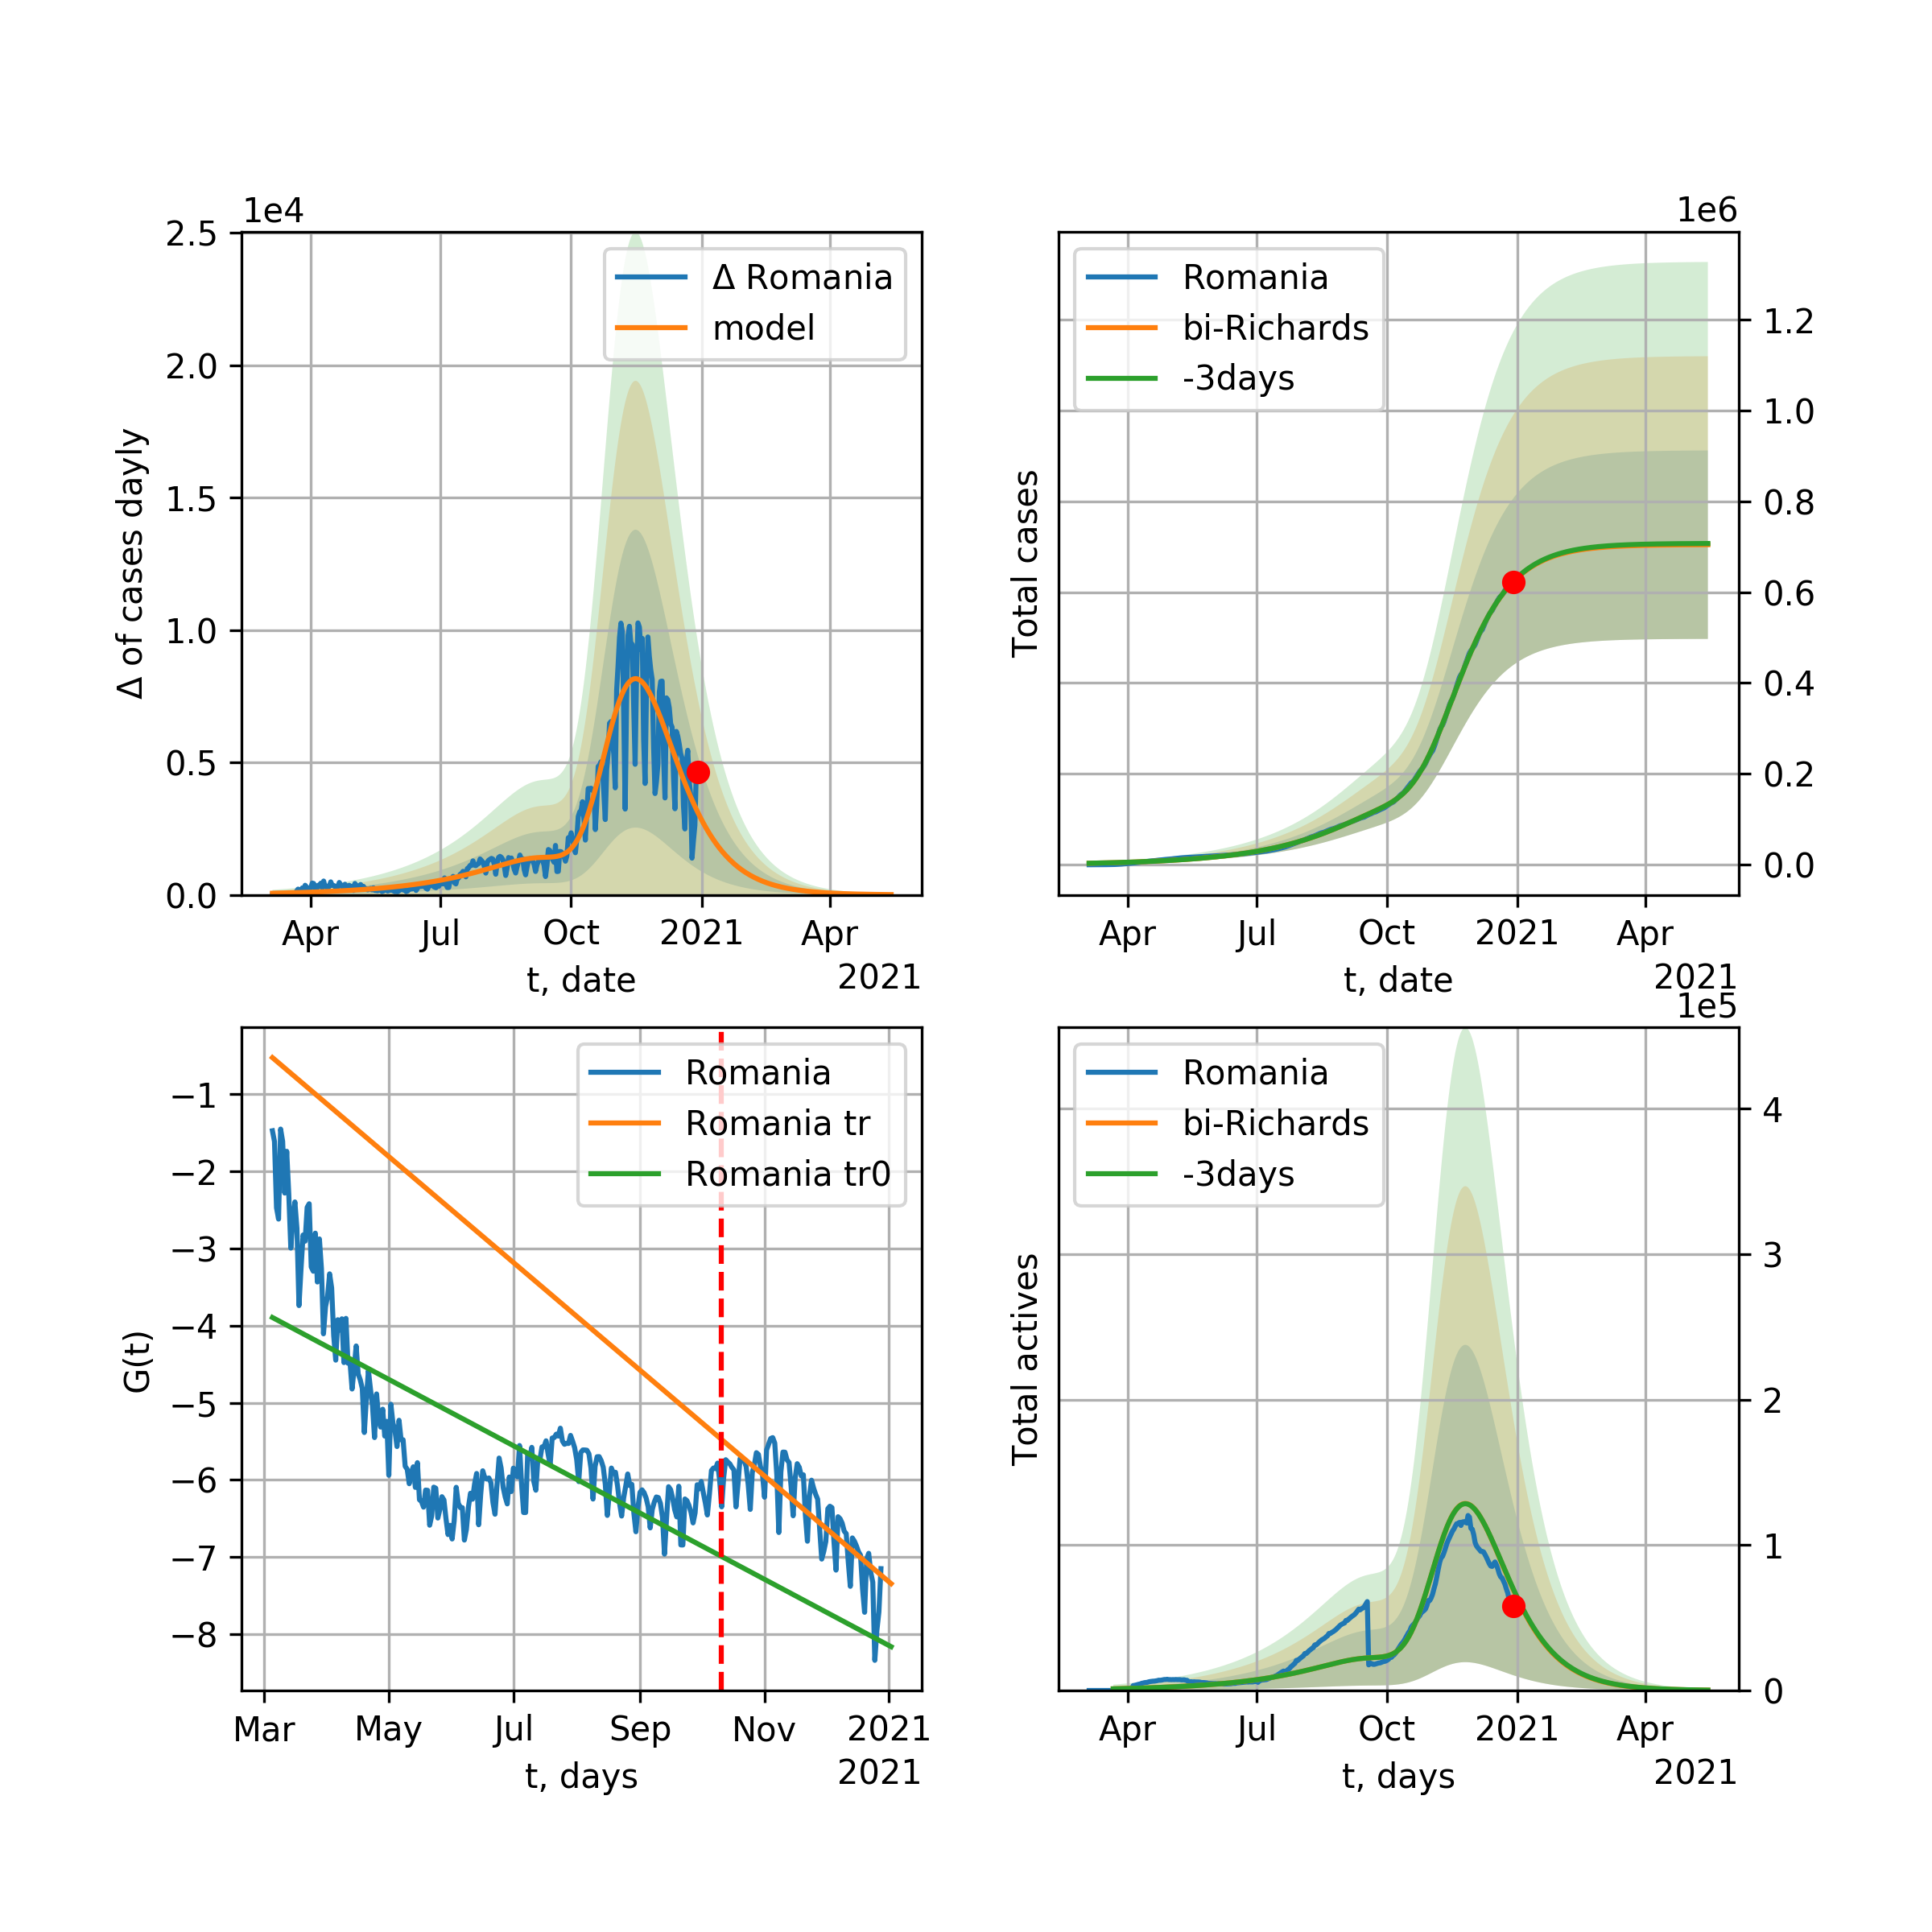 1e4
2.5
2.0
1.5
1.0
0.5
0.0
Δ of cases dayly
Δ Romania
model
Apr
Jul
Oct
2021
Apr
t, date
2021
1e6
Total cases
Romania
bi-Richards
-3days
1.2
1.0
0.8
0.6
0.4
0.2
0.0
Apr
Jul
Oct
2021
Apr
t, date
2021
−1
−2
−3
−4
−5
−6
−7
−8
G(t)
Romania
Romania tr
Romania tr0
Mar
May
Jul
Sep
Nov
2021
t, days
2021
1e5
Total actives
Romania
bi-Richards
-3days
4
3
2
1
0
Apr
Jul
Oct
2021
Apr
t, days
2021